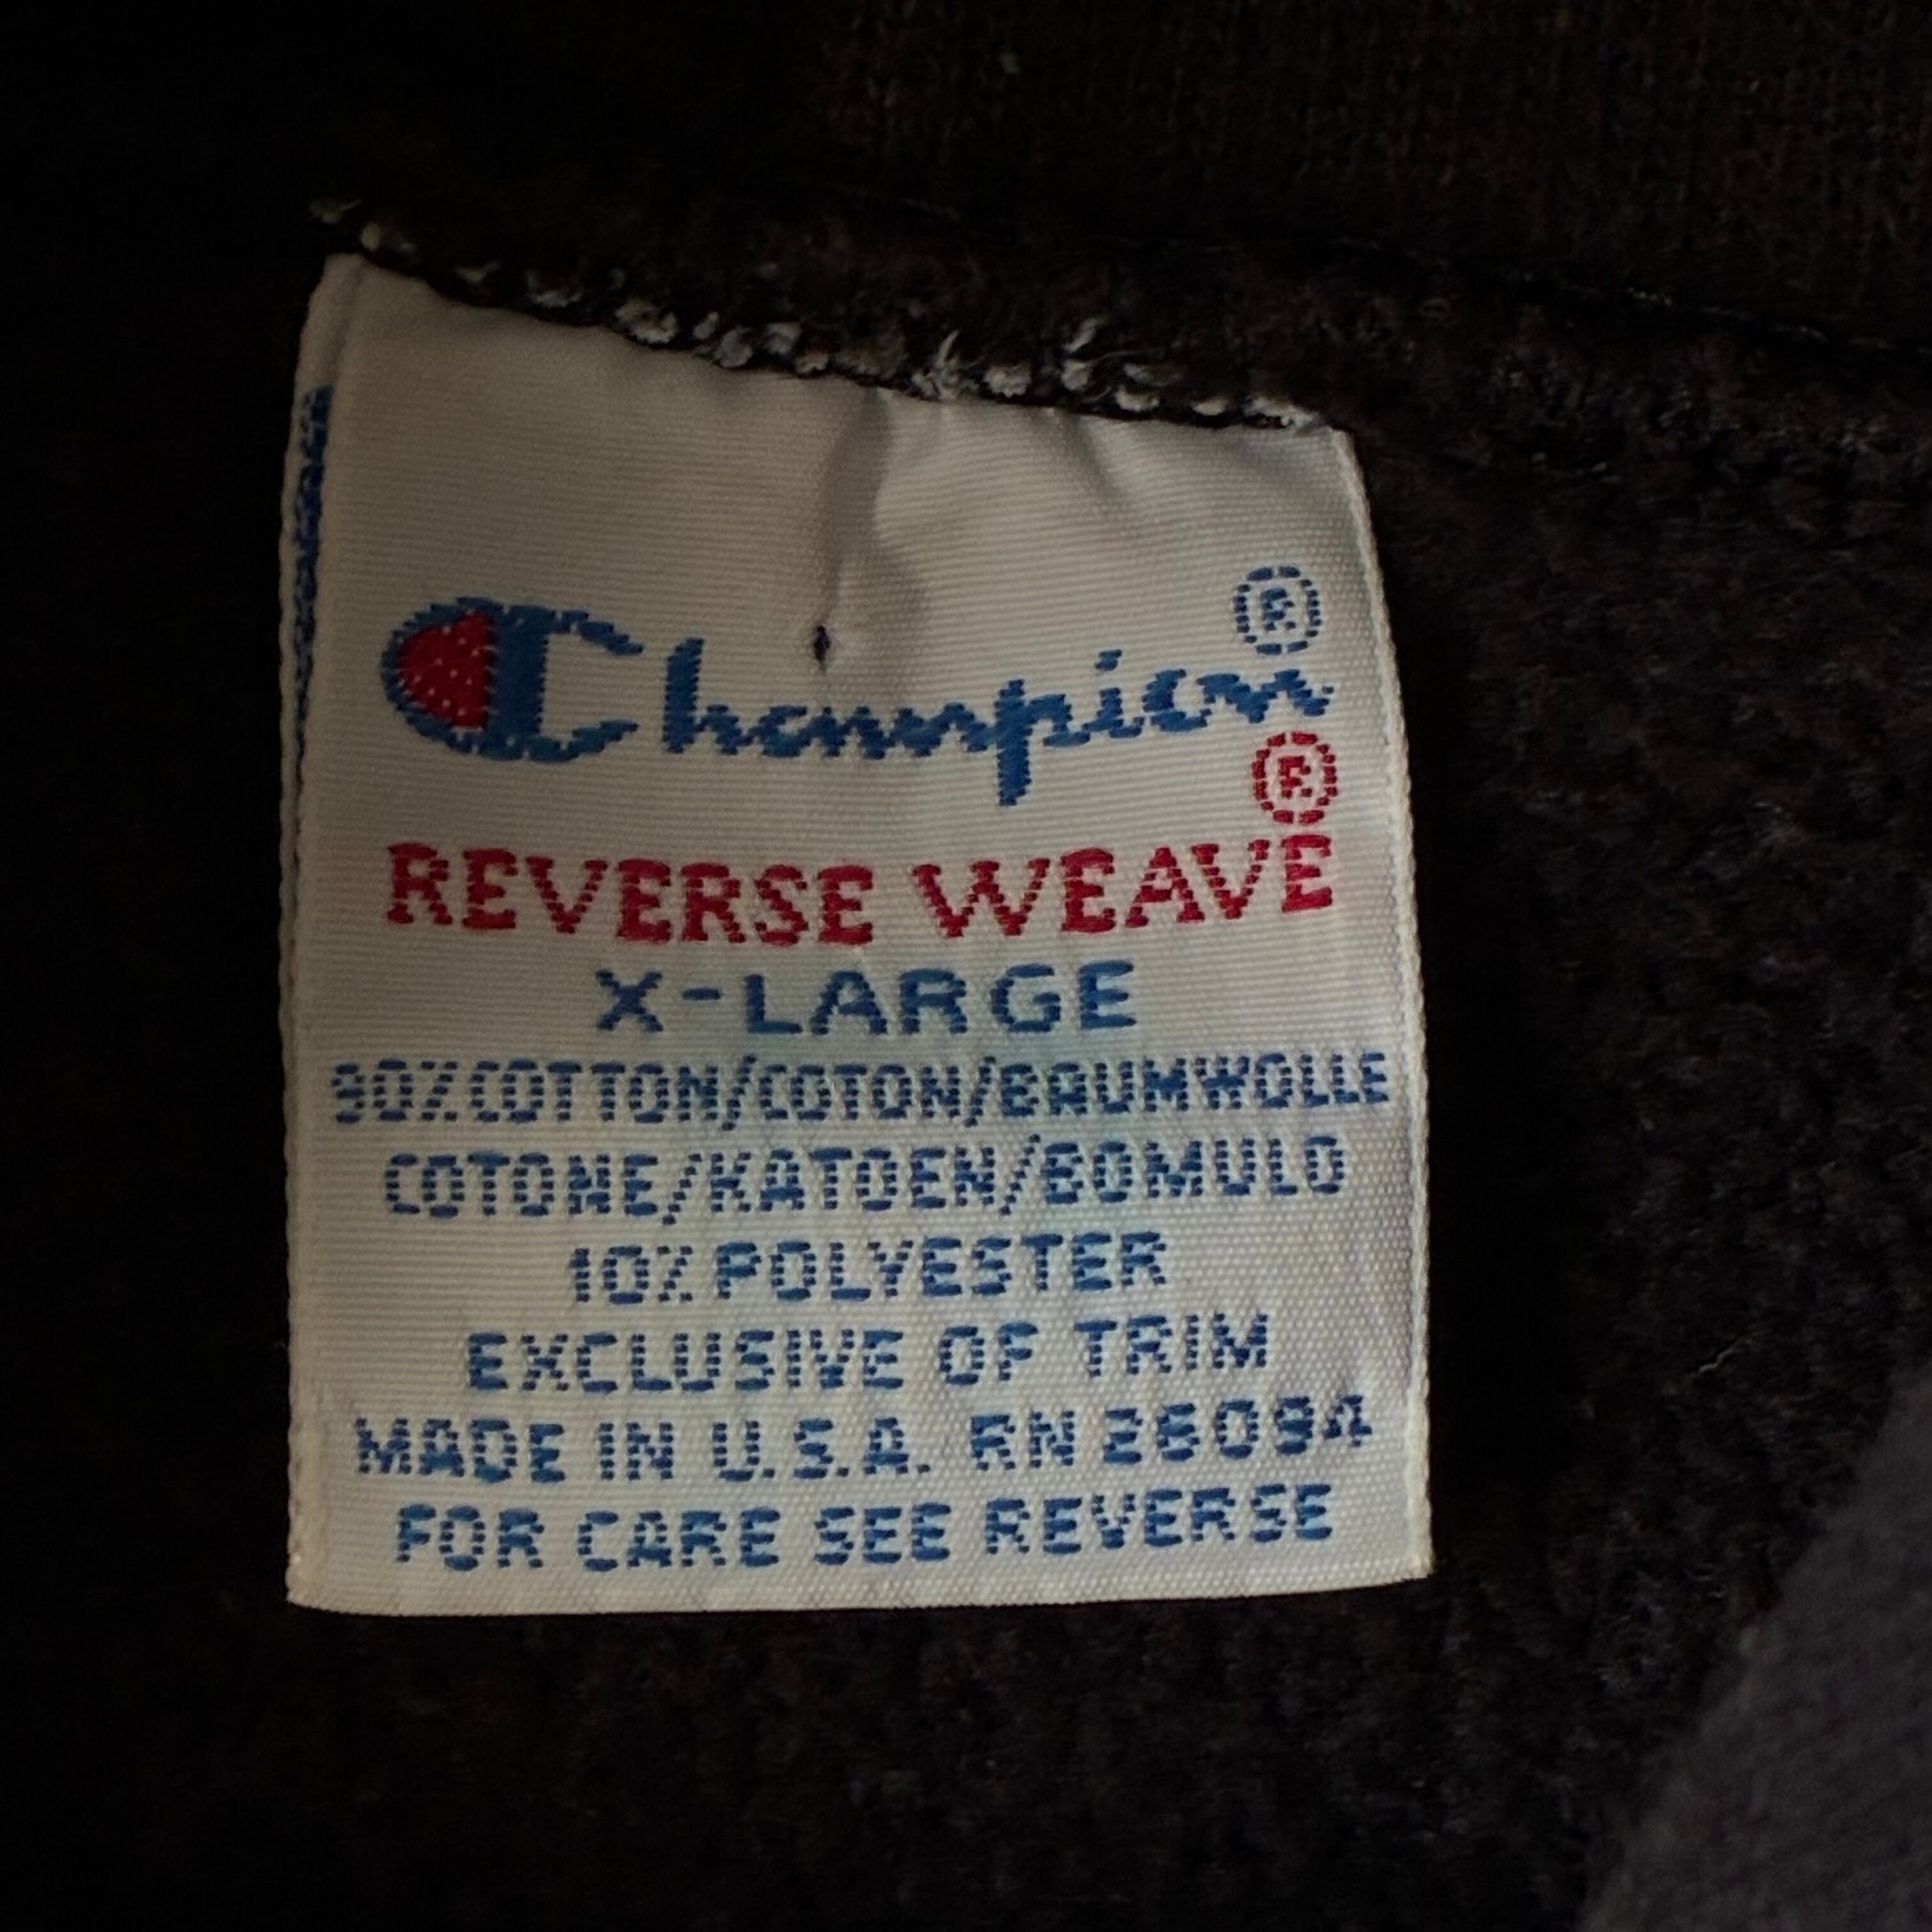 Champion®
REVERSE WEAVE®
X-LARGE
90% COTTON/COTON/BAUMWOLLE
COTONE/KATOEN/BOMULD
10% POLYESTER
EXCLUSIVE OF TRIM
MADE IN U.S.A. RN 26094
FOR CARE SEE REVERSE